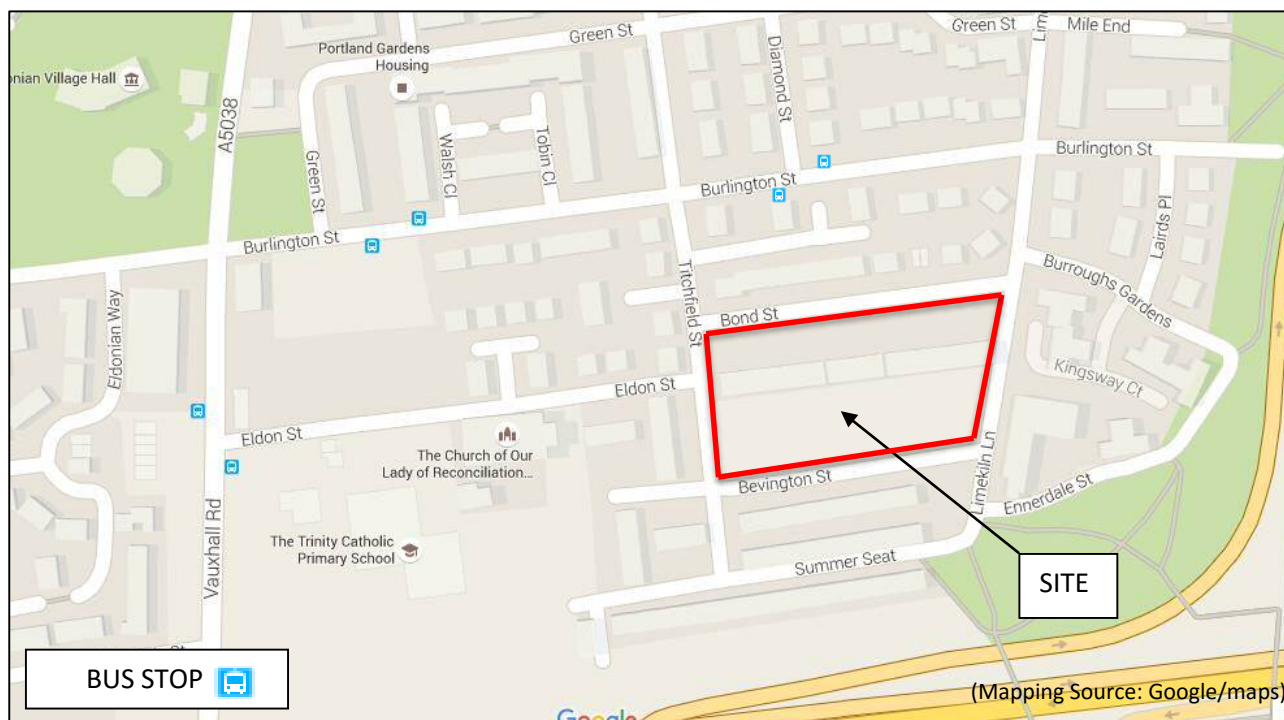 Green St
Mile End
Green St
Portland Gardens
Housing
Diamond St
onian Village Hall
A5038
Walsh Cl
Tobin Cl
Green St
Burlington St
Burlington St
Burlington St
Lairds Pl
Eldonian Way
Titchfield St
Burroughs Gardens
Bond St
Kingsway Ct
Eldon St
Eldon St
The Church of Our
Lady of Reconciliation...
Bevington St
Limekiln Ln
Ennerdale St
The Trinity Catholic
Primary School
Vauxhall Rd
Summer Seat
SITE
BUS STOP
(Mapping Source: Google/maps)